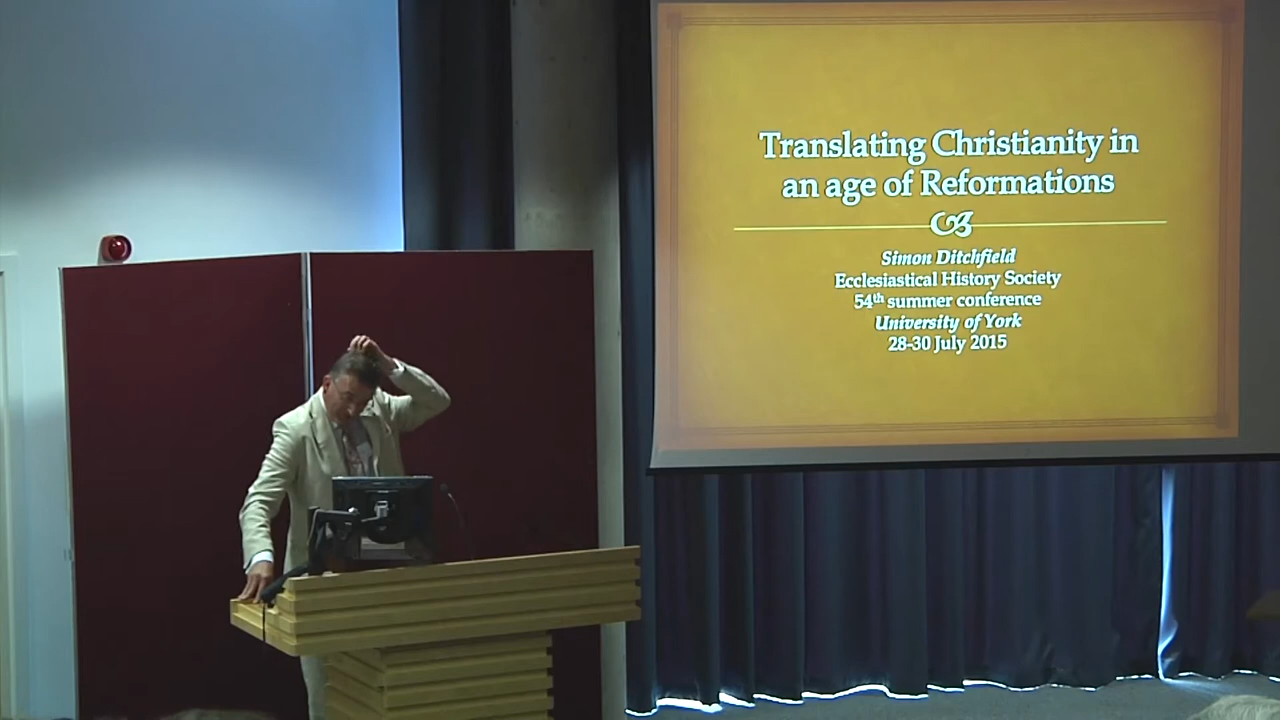 Translating Christianity in
an age of Reformations
Simon Ditchfield
Ecclesiastical History Society
54th summer conference
University of York
28-30 July 2015